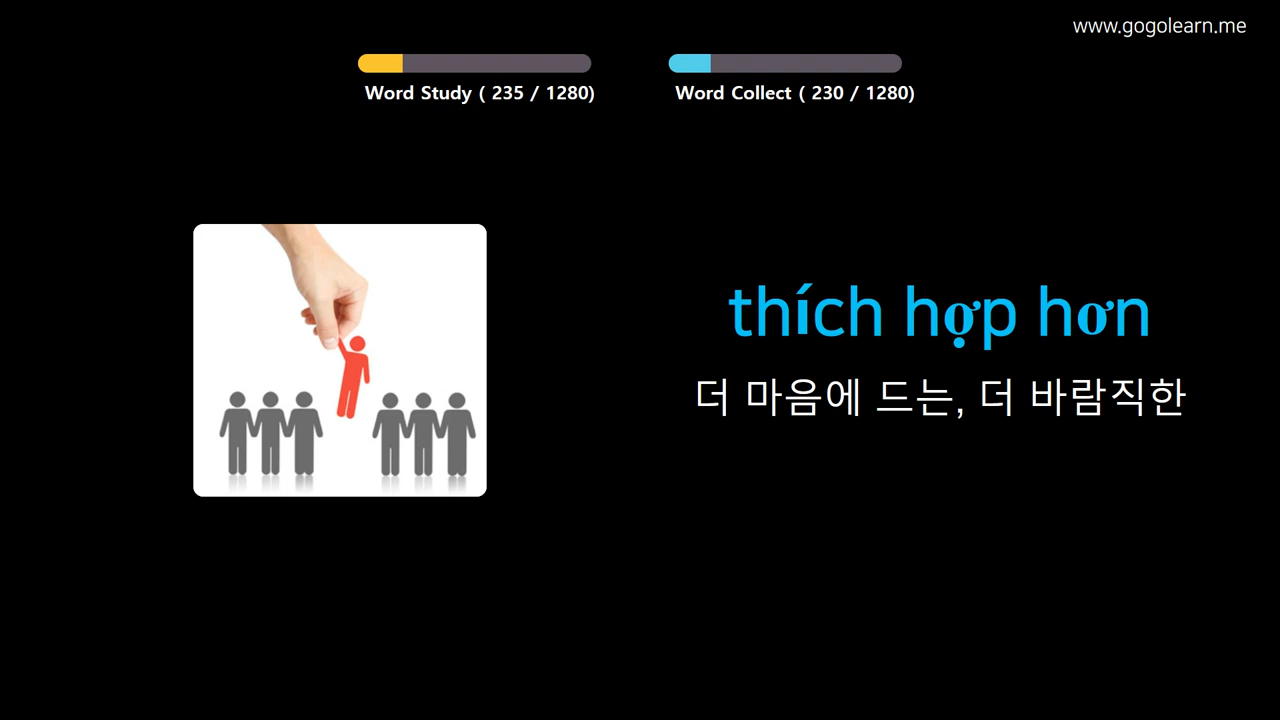 www.gogolearn.me
Word Study ( 235 / 1280)
Word Collect ( 230 / 1280)
thích hợp hơn
더 마음에 드는, 더 바람직한